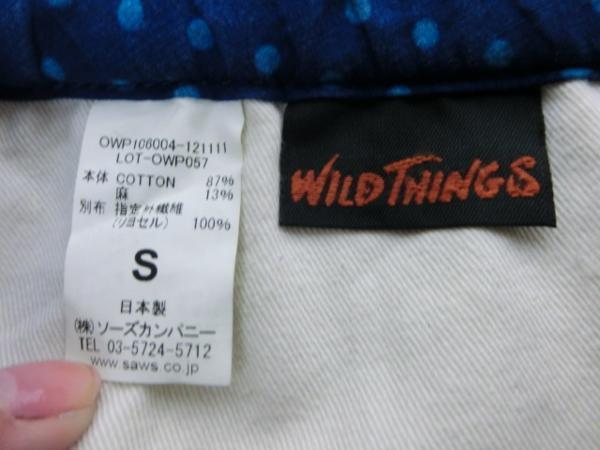 OWP106004-121111
LOT-OWP057
本体 COTTON 87%
麻 13%
別布 指定外繊維
(リヨセル) 100%
S
日本製
(株)ソーズカンパニー
TEL 03-5724-5712
www.saws.co.jp
WILD THINGS